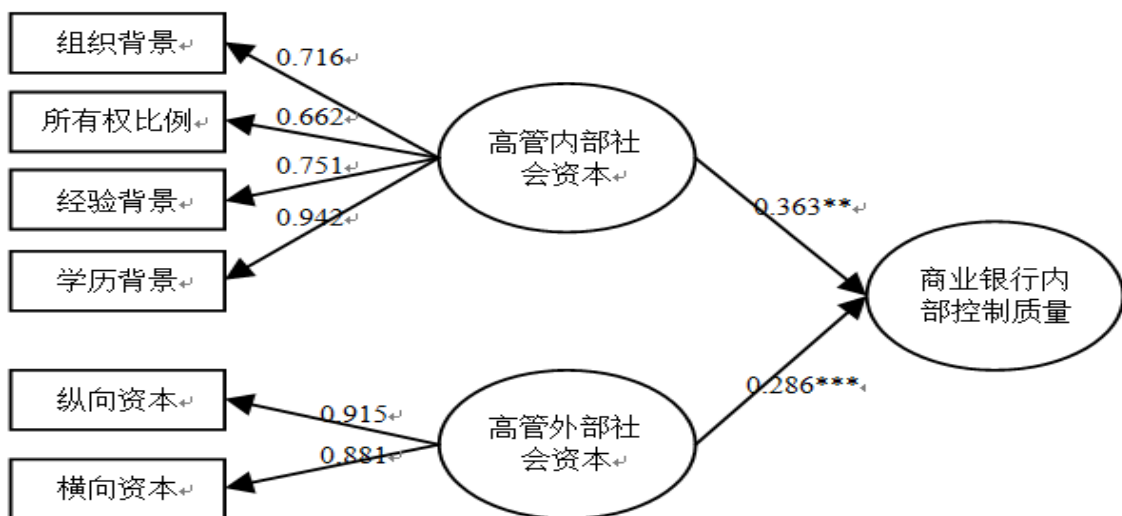 组织背景
0.716
所有权比例
0.662
经验背景
0.751
学历背景
0.942
高管内部社
会资本
0.363**
商业银行内
部控制质量
纵向资本
0.915
横向资本
0.881
高管外部社
会资本
0.286***